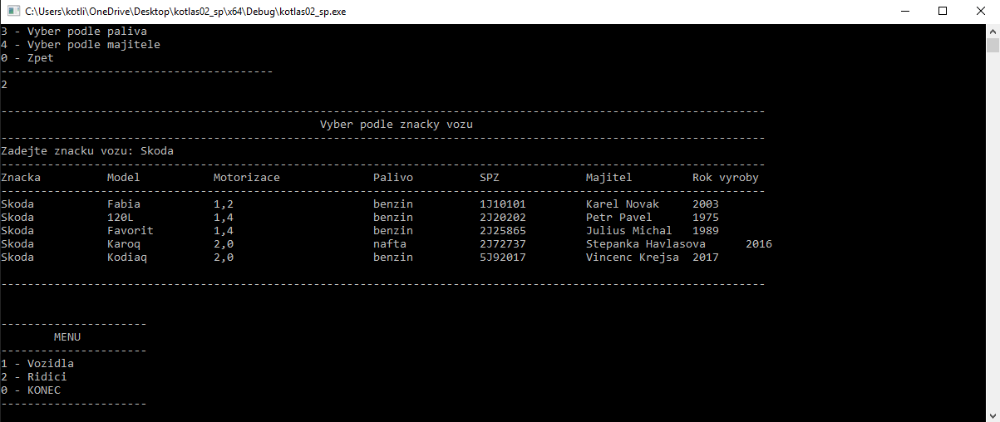 C:\Users\kotli\OneDrive\Desktop\kotlas02_sp\x64\Debug\kotlas02_sp.exe
3 - Vyber podle paliva
4 - Vyber podle majitele
0 - Zpet
-----------------------------------------
2
-------------------------------------------------------------------------------------------------------------------
Vyber podle znacky vozu
-------------------------------------------------------------------------------------------------------------------
Zadejte znacku vozu: Skoda
-------------------------------------------------------------------------------------------------------------------
Znacka Model Motorizace Palivo SPZ Majitel Rok vyroby
-------------------------------------------------------------------------------------------------------------------
Skoda Fabia 1,2 benzin 1J10101 Karel Novak 2003
Skoda 120L 1,4 benzin 2J20202 Petr Pavel 1975
Skoda Favorit 1,4 benzin 2J25865 Julius Michal 1989
Skoda Karoq 2,0 nafta 2J72737 Stepanka Havlasova 2016
Skoda Kodiaq 2,0 benzin 5J92017 Vincenc Krejsa 2017
-------------------------------------------------------------------------------------------------------------------
----------------------
MENU
----------------------
1 - Vozidla
2 - Ridici
0 - KONEC
----------------------